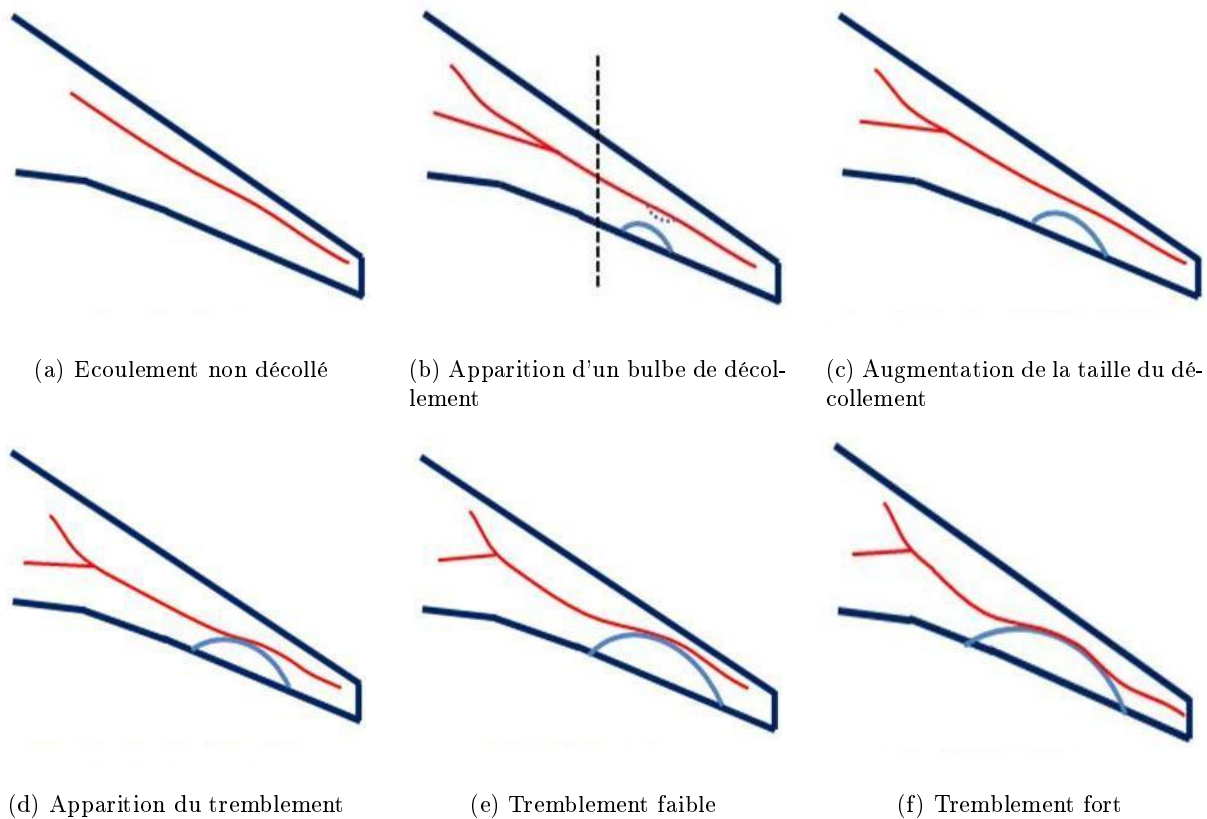 (a) Ecoulement non décollé
(b) Apparition d'un bulbe de décol-
lement
(c) Augmentation de la taille du dé-
collement
(d) Apparition du tremblement
(e) Tremblement faible
(f) Tremblement fort